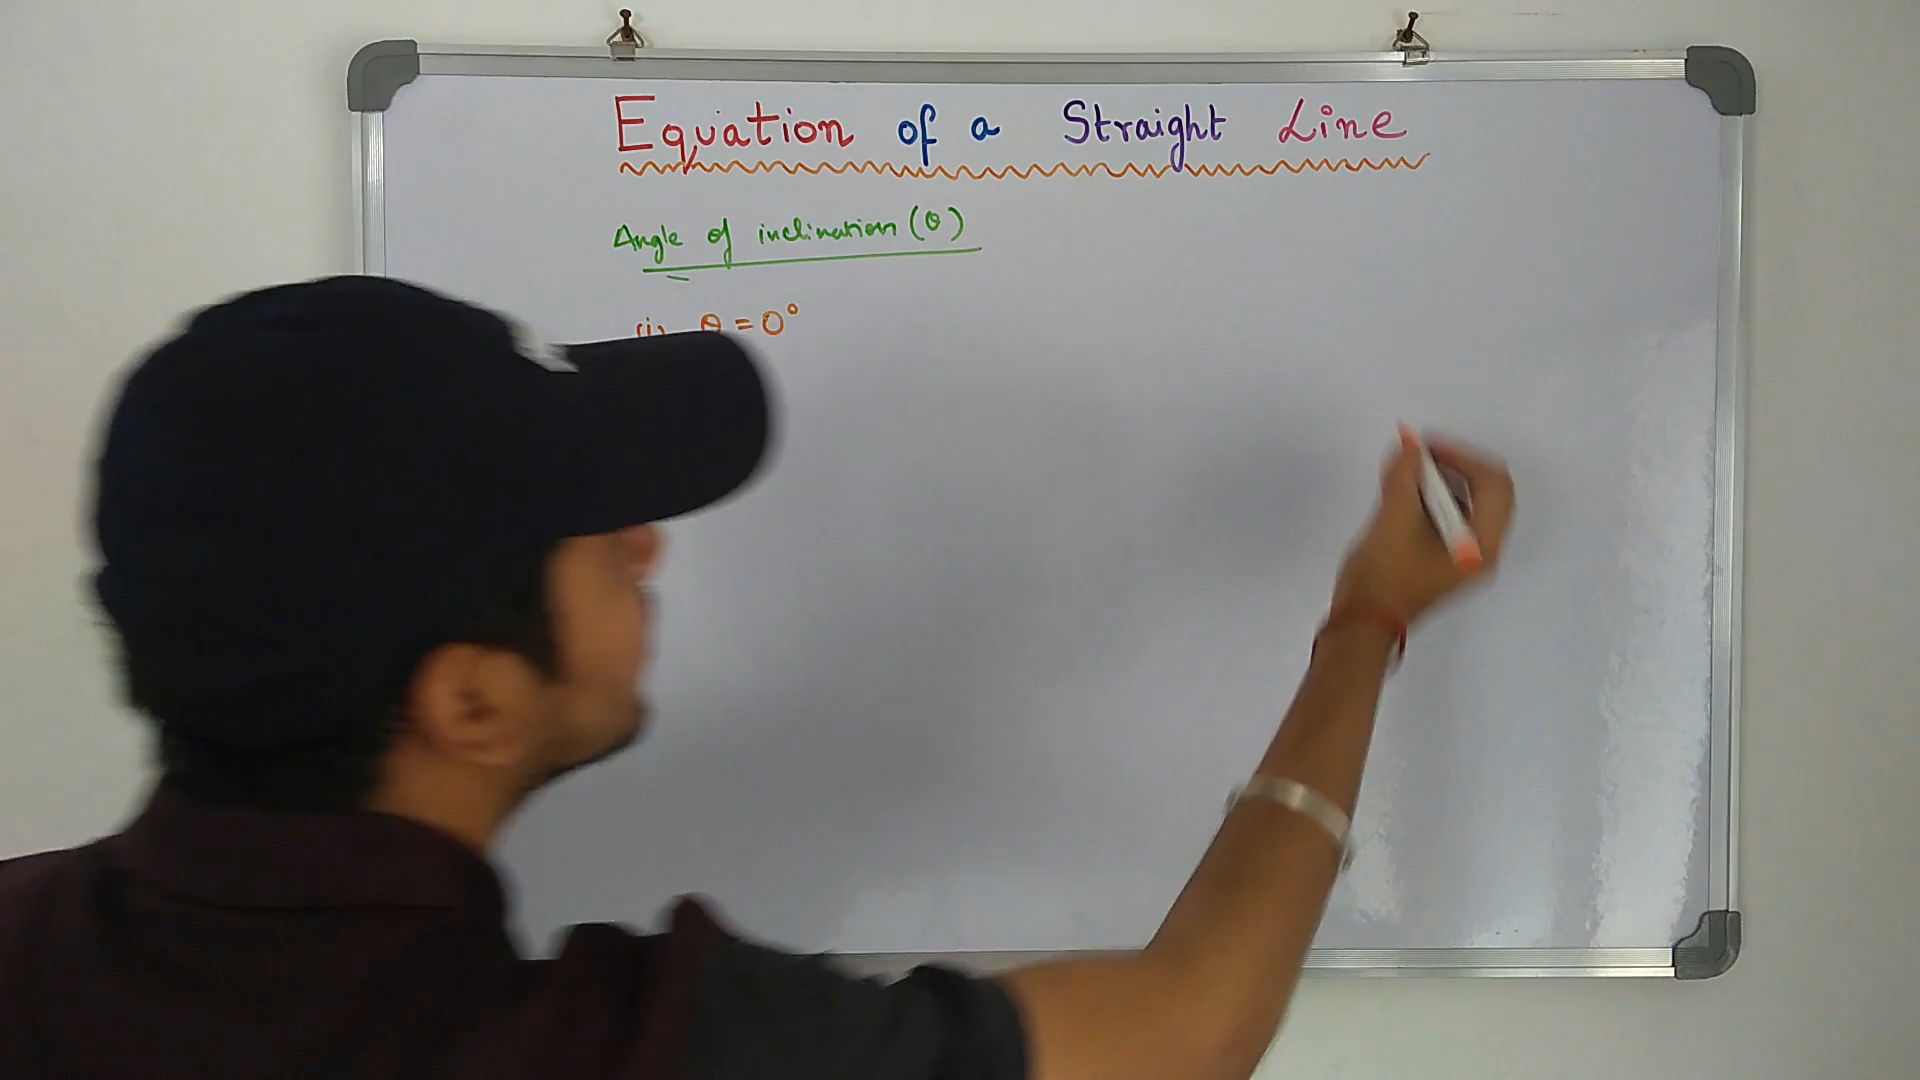 Equation of a Straight Line
Angle of inclination (θ)
(i) θ = 0°